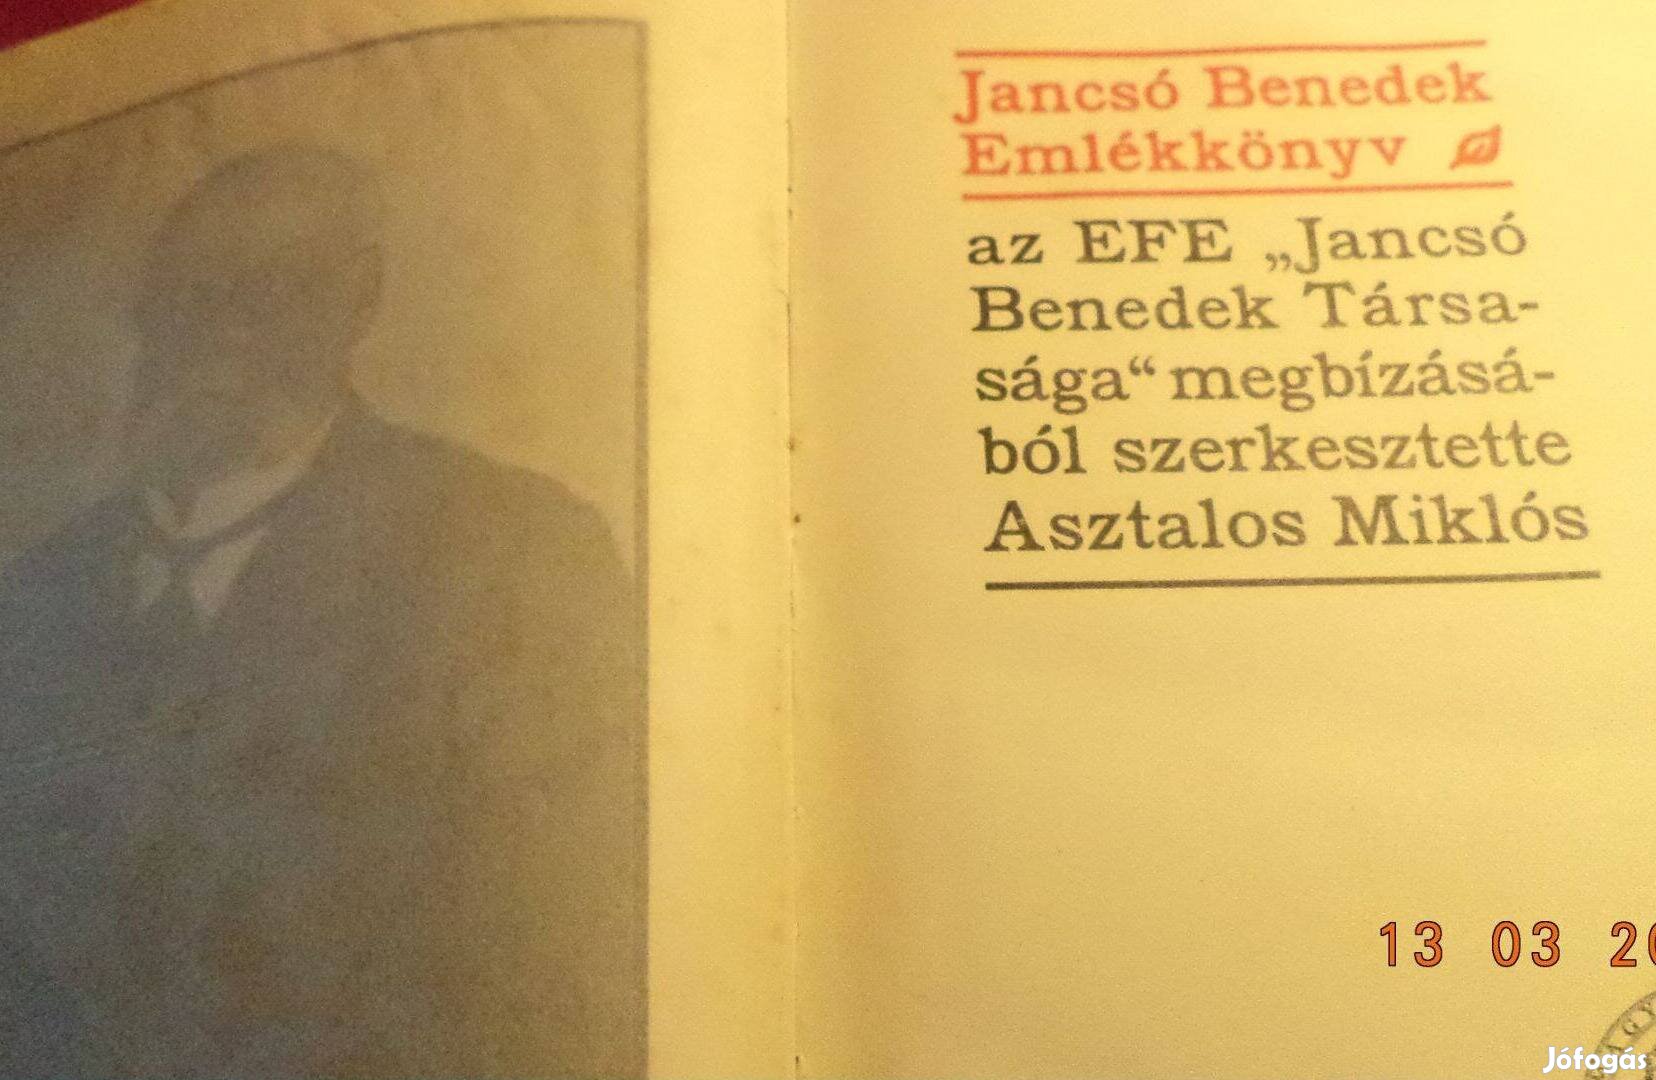 Jancsó Benedek
Emlékkönyv
az EFE „Jancsó
Benedek Társa-
sága“ megbízásá-
ból szerkesztette
Asztalos Miklós
13 03 20
Jófogás